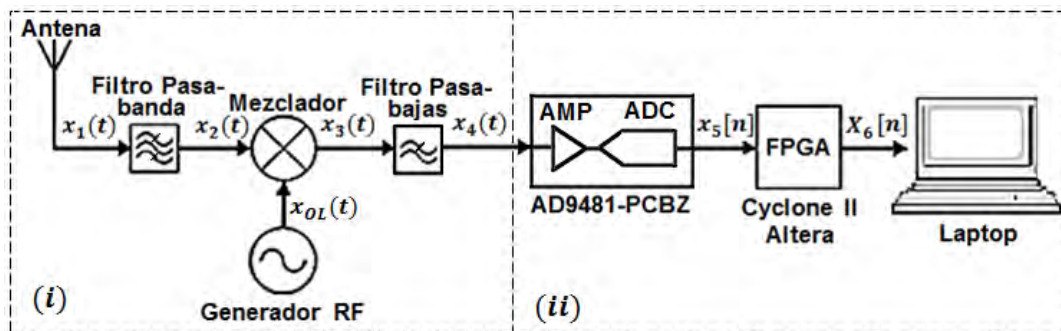 Antena
Filtro Pasa-
banda
Mezclador
Filtro Pasa-
bajas
x₁(t)
x₂(t)
x₃(t)
x₄(t)
AMP
ADC
x₅[n]
FPGA
X₆[n]
x_OL(t)
AD9481-PCBZ
Cyclone II
Altera
Laptop
Generador RF
(i)
(ii)